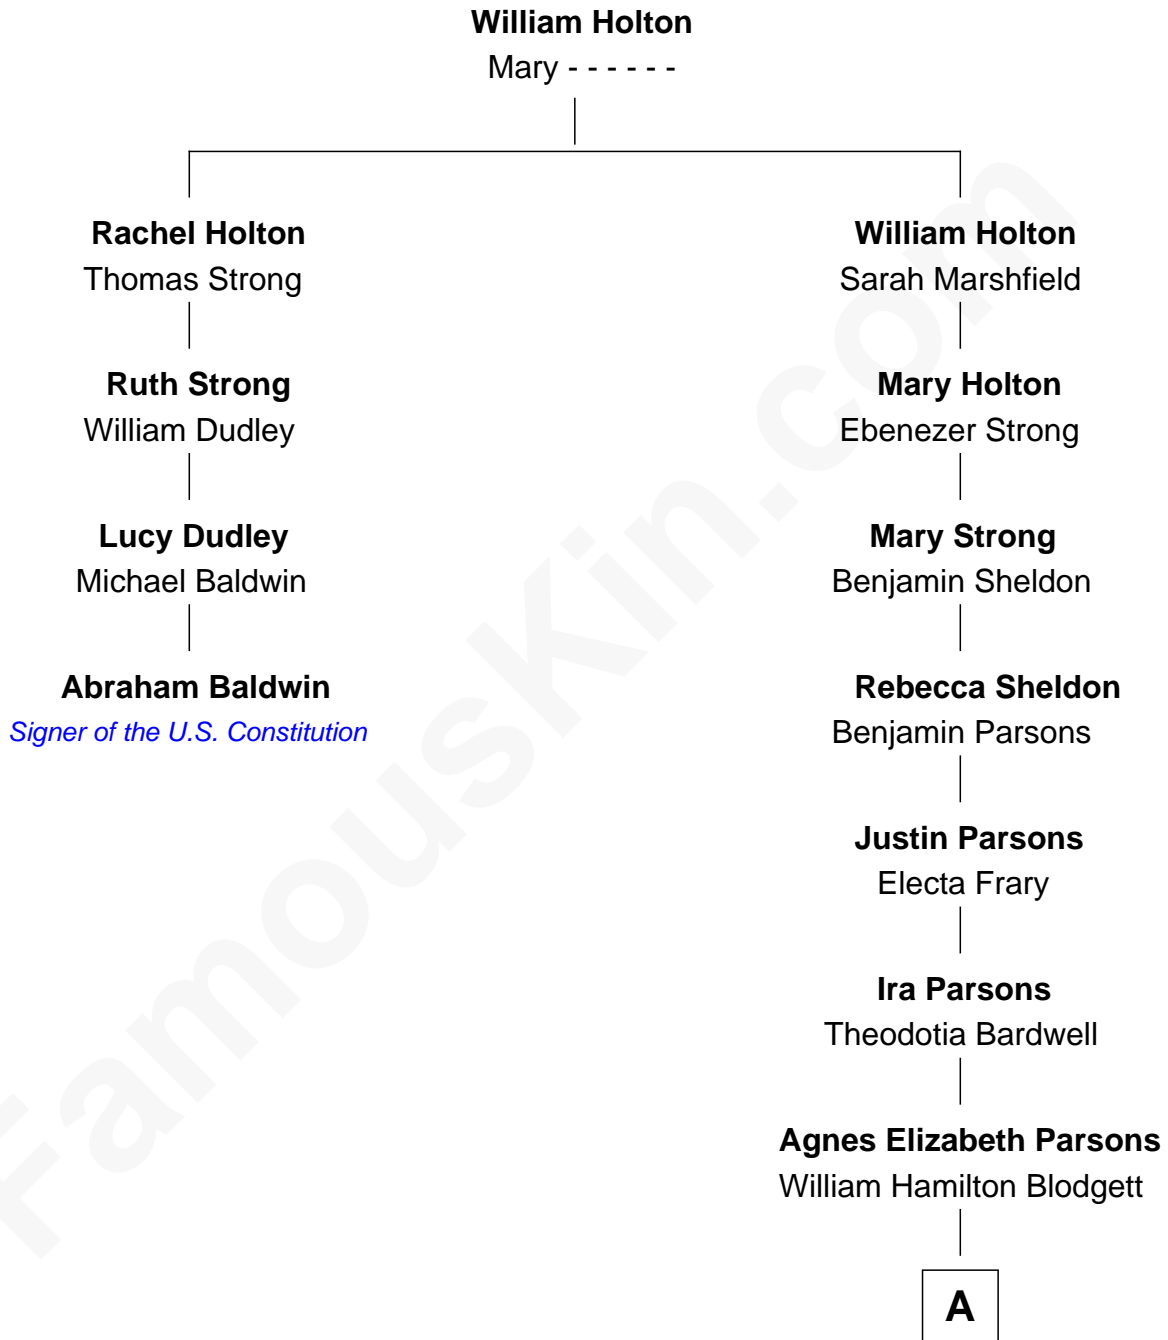 William Holton
Mary - - - - - -
Rachel Holton
Thomas Strong
William Holton
Sarah Marshfield
Ruth Strong
William Dudley
Mary Holton
Ebenezer Strong
Lucy Dudley
Michael Baldwin
Mary Strong
Benjamin Sheldon
Abraham Baldwin
Signer of the U.S. Constitution
Rebecca Sheldon
Benjamin Parsons
Justin Parsons
Electa Frary
Ira Parsons
Theodotia Bardwell
Agnes Elizabeth Parsons
William Hamilton Blodgett
A
FamousKin.com